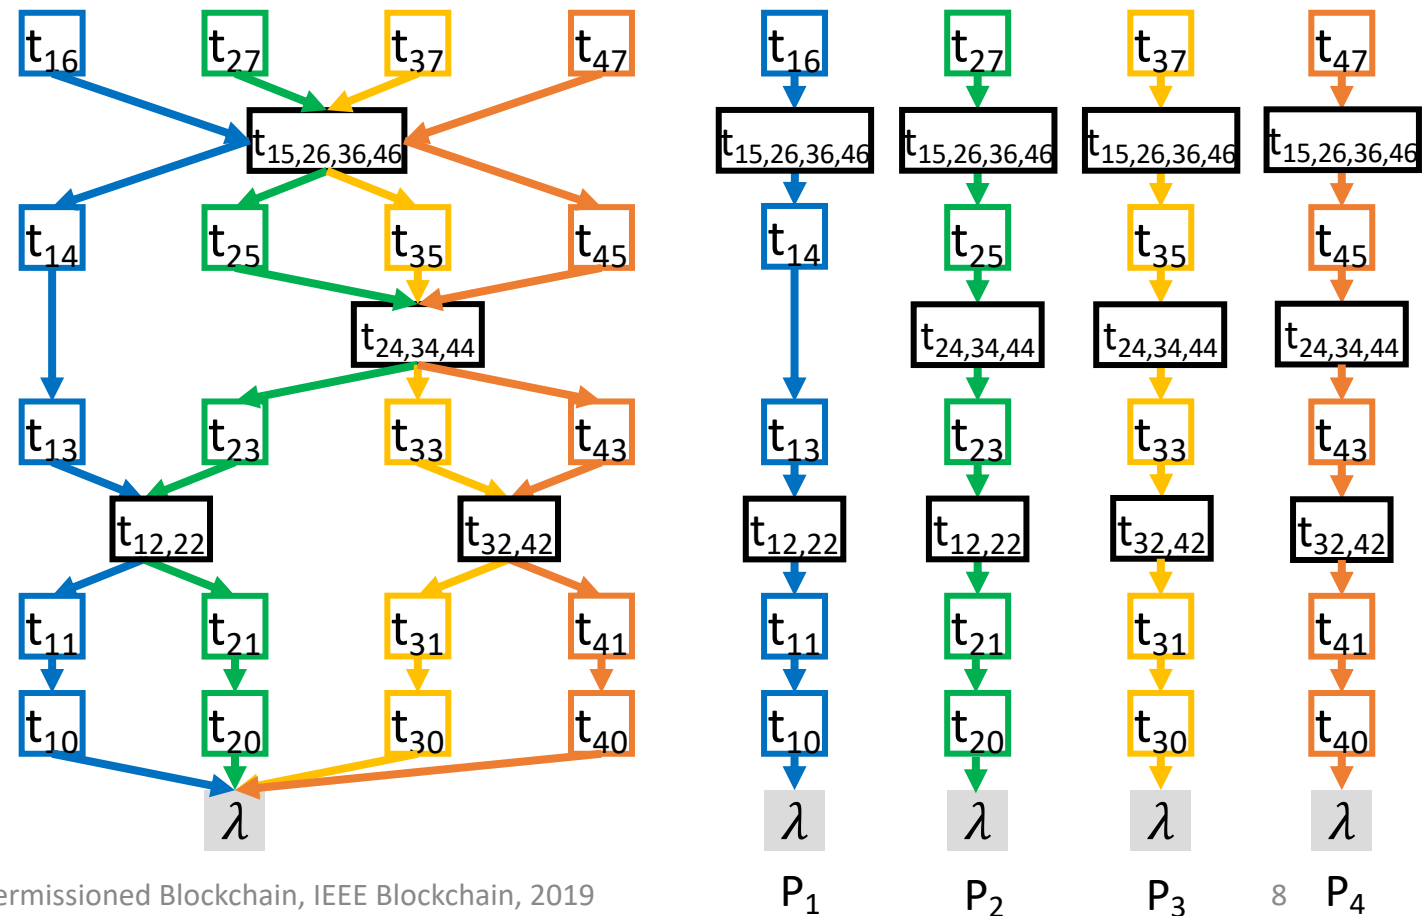 t16 t27 t37 t47 t16 t27 t37 t47
t15,26,36,46 t15,26,36,46 t15,26,36,46 t15,26,36,46 t15,26,36,46
t14 t25 t35 t45 t14 t25 t35 t45
t24,34,44 t24,34,44 t24,34,44 t24,34,44
t13 t23 t33 t43 t13 t23 t33 t43
t12,22 t32,42 t12,22 t12,22 t32,42 t32,42
t11 t21 t31 t41 t11 t21 t31 t41
t10 t20 t30 t40 t10 t20 t30 t40
λ λ λ λ λ
ermissioned Blockchain, IEEE Blockchain, 2019 P1 P2 P3 8 P4